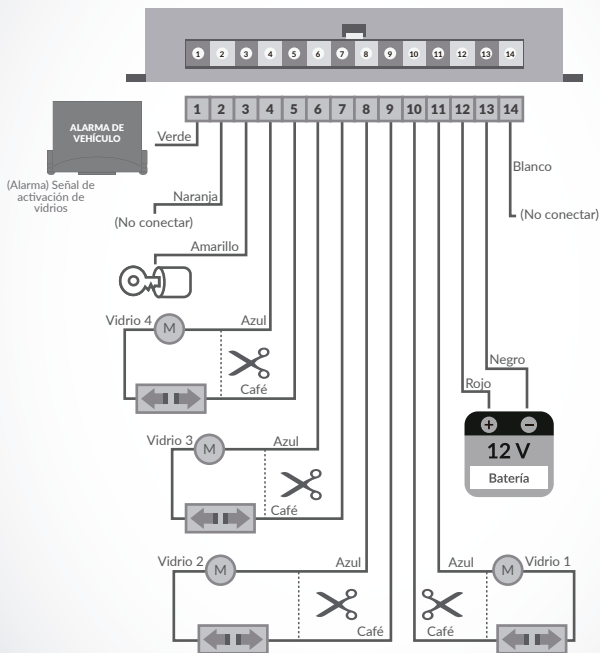 1 2 3 4 5 6 7 8 9 10 11 12 13 14
1 2 3 4 5 6 7 8 9 10 11 12 13 14
ALARMA DE
VEHÍCULO
(Alarma) Señal de
activación de
vidrios
Verde
Naranja
(No conectar)
Amarillo
Blanco
(No conectar)
Vidrio 4
M
Azul
Café
Negro
Rojo
+ −
12 V
Batería
Vidrio 3
M
Azul
Café
Vidrio 2
M
Azul
Café
Azul
M
Vidrio 1
Café